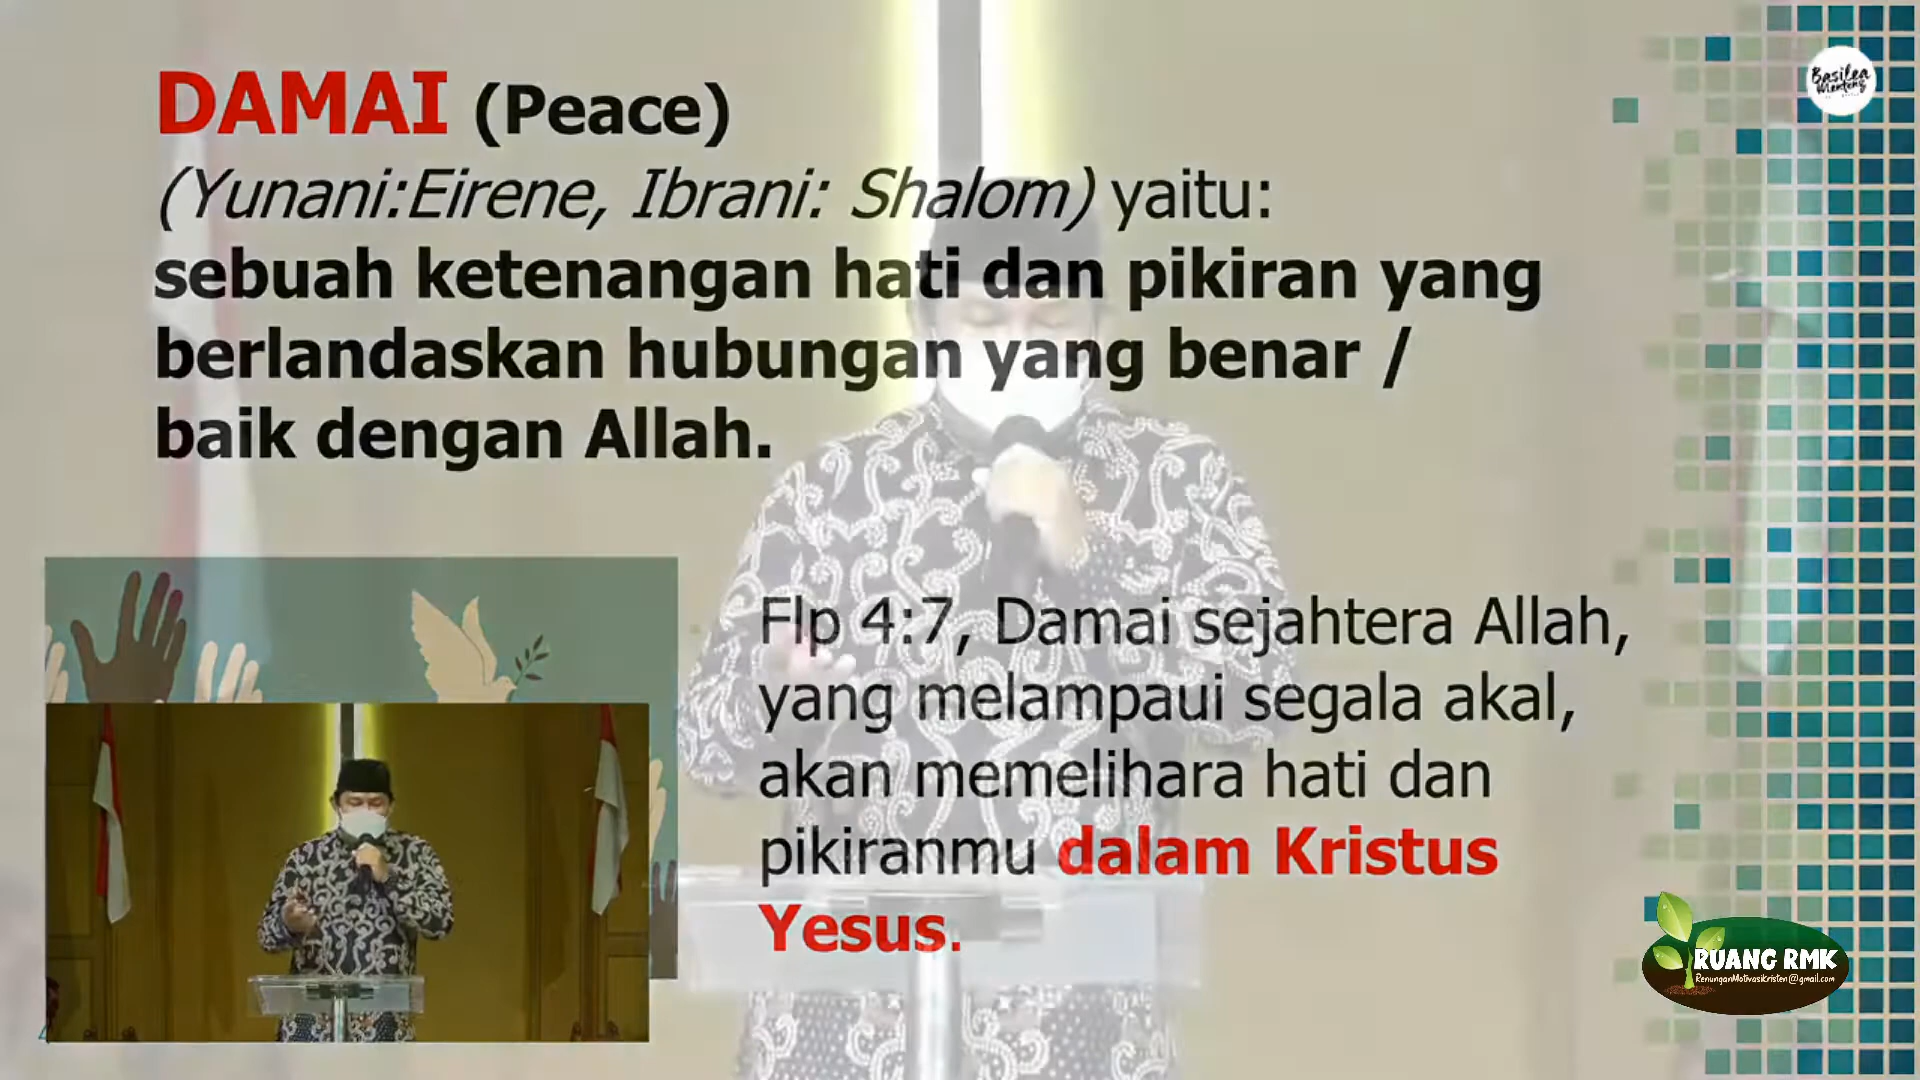 DAMAI (Peace)
(Yunani:Eirene, Ibrani: Shalom) yaitu:
sebuah ketenangan hati dan pikiran yang
berlandaskan hubungan yang benar /
baik dengan Allah.
Flp 4:7, Damai sejahtera Allah,
yang melampaui segala akal,
akan memelihara hati dan
pikiranmu dalam Kristus
Yesus.
Basilea
Menteng
RUANG RMK
RenunganMotivasiKristen@gmail.com